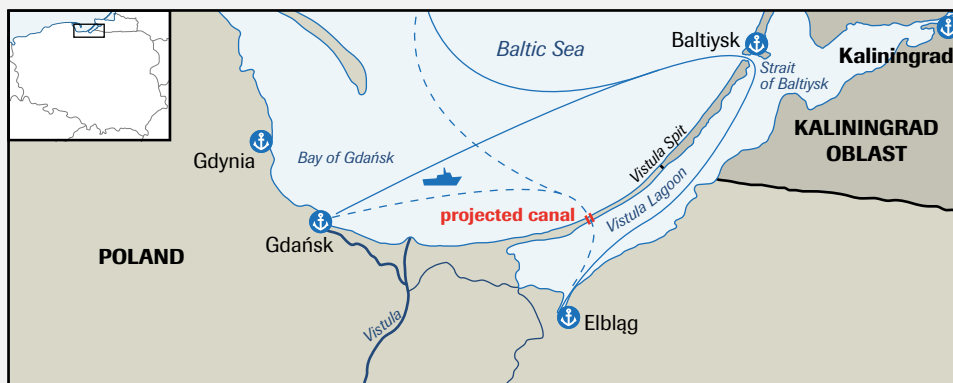 Baltic Sea
Baltiysk
Kaliningrad
Strait
of Baltiysk
KALININGRAD
OBLAST
Gdynia
Bay of Gdańsk
Vistula Spit
Vistula Lagoon
projected canal
Gdańsk
POLAND
Vistula
Elbląg